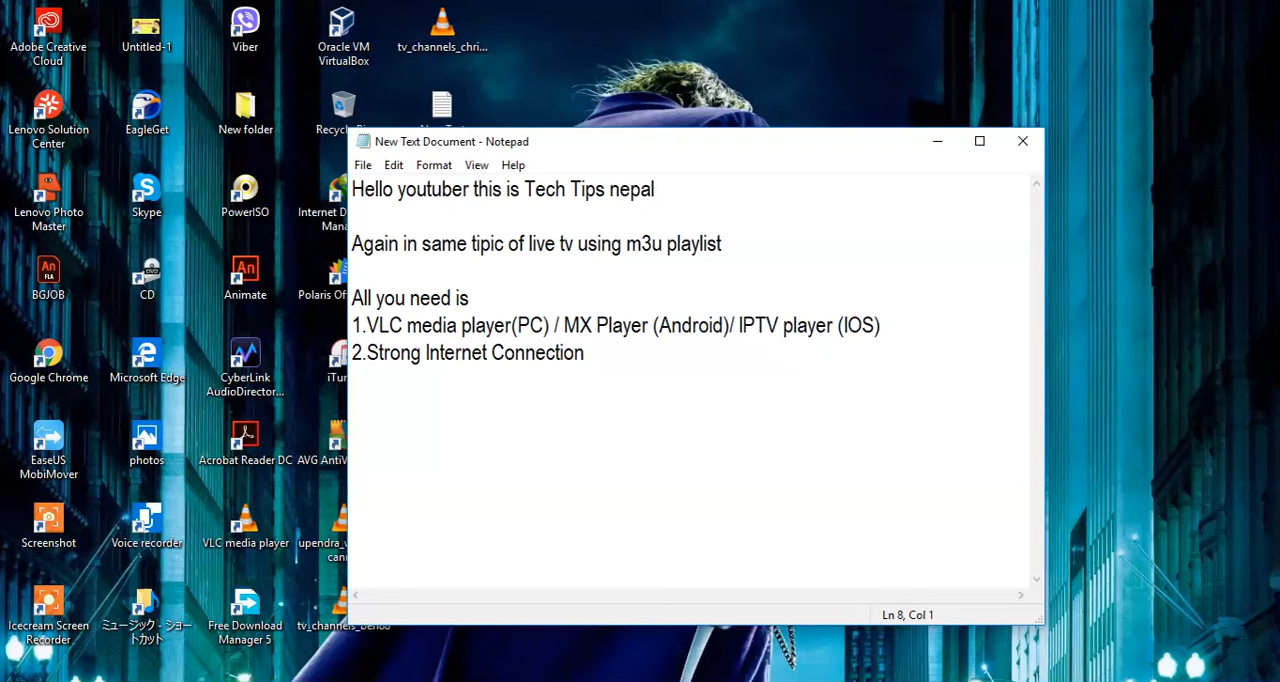 Adobe Creative
Cloud
Untitled-1
Viber
Oracle VM
VirtualBox
tv_channels_chri...
Lenovo Solution
Center
EagleGet
New folder
Lenovo Photo
Master
Skype
PowerISO
Internet D
BGJOB
CD
Animate
Polaris Of
Google Chrome
Microsoft Edge
CyberLink
AudioDirector...
EaseUS
MobiMover
photos
Acrobat Reader DC
Screenshot
Voice recorder
VLC media player
upendra_
Icecream Screen
Recorder
ミュージック - ショー
トカット
Free Download
Manager 5
New Text Document - Notepad
File Edit Format View Help
Hello youtuber this is Tech Tips nepal
Again in same tipic of live tv using m3u playlist
All you need is
1.VLC media player(PC) / MX Player (Android)/ IPTV player (IOS)
2.Strong Internet Connection
Ln 8, Col 1